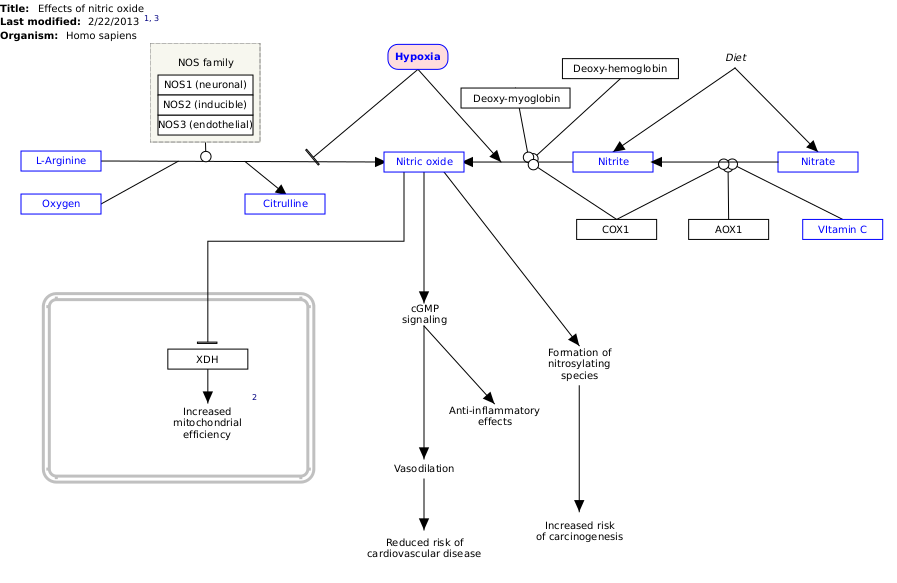 Title: Effects of nitric oxide
Last modified: 2/22/2013 1, 3
Organism: Homo sapiens
NOS family
NOS1 (neuronal)
NOS2 (inducible)
NOS3 (endothelial)
Hypoxia
Deoxy-hemoglobin
Deoxy-myoglobin
Diet
L-Arginine
Nitric oxide
Nitrite
Nitrate
Oxygen
Citrulline
COX1
AOX1
VItamin C
cGMP
signaling
XDH
Formation of
nitrosylating
species
2
Increased
mitochondrial
efficiency
Anti-inflammatory
effects
Vasodilation
Increased risk
of carcinogenesis
Reduced risk of
cardiovascular disease